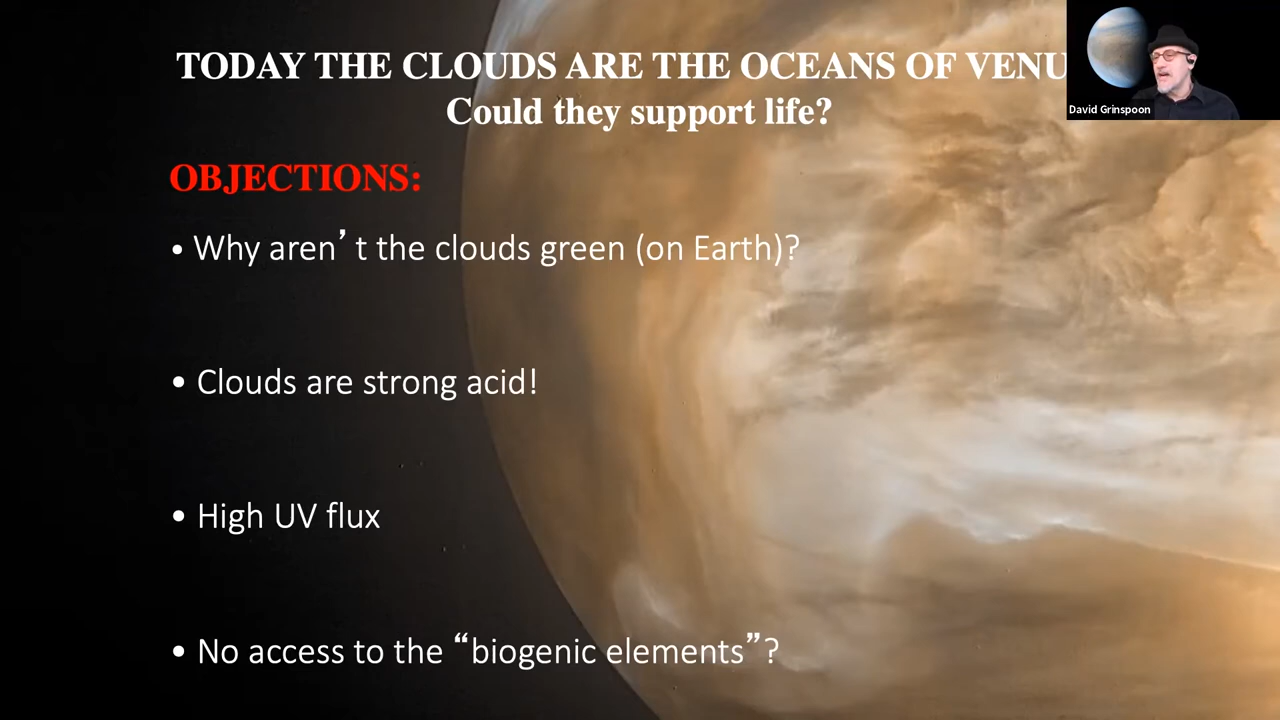 TODAY THE CLOUDS ARE THE OCEANS OF VENU
Could they support life?
David Grinspoon
OBJECTIONS:
• Why aren’t the clouds green (on Earth)?
• Clouds are strong acid!
• High UV flux
• No access to the “biogenic elements”?